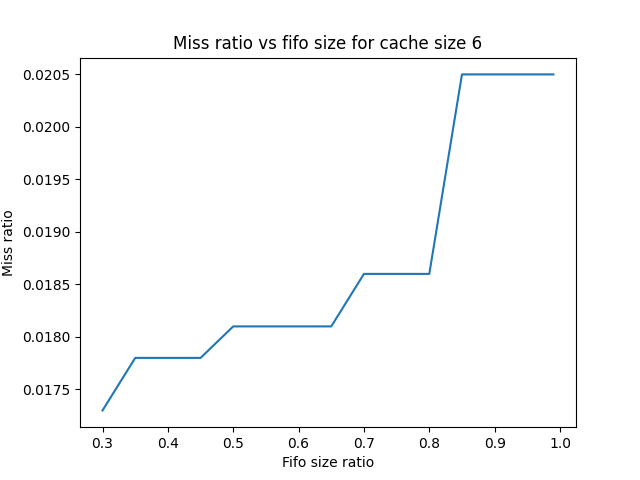 Miss ratio vs fifo size for cache size 6
0.0205
0.0200
0.0195
0.0190
0.0185
0.0180
0.0175
Miss ratio
0.3 0.4 0.5 0.6 0.7 0.8 0.9 1.0
Fifo size ratio